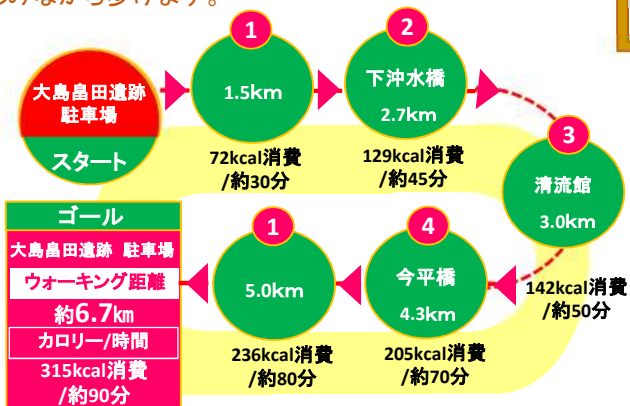 ながら歩けます。
大島畠田遺跡
駐車場
スタート
1
1.5km
72kcal消費
/約30分
2
下沖水橋
2.7km
129kcal消費
/約45分
3
清流館
3.0km
142kcal消費
/約50分
4
今平橋
4.3km
205kcal消費
/約70分
1
5.0km
236kcal消費
/約80分
ゴール
大島畠田遺跡 駐車場
ウォーキング距離
約6.7km
カロリー/時間
315kcal消費
/約90分